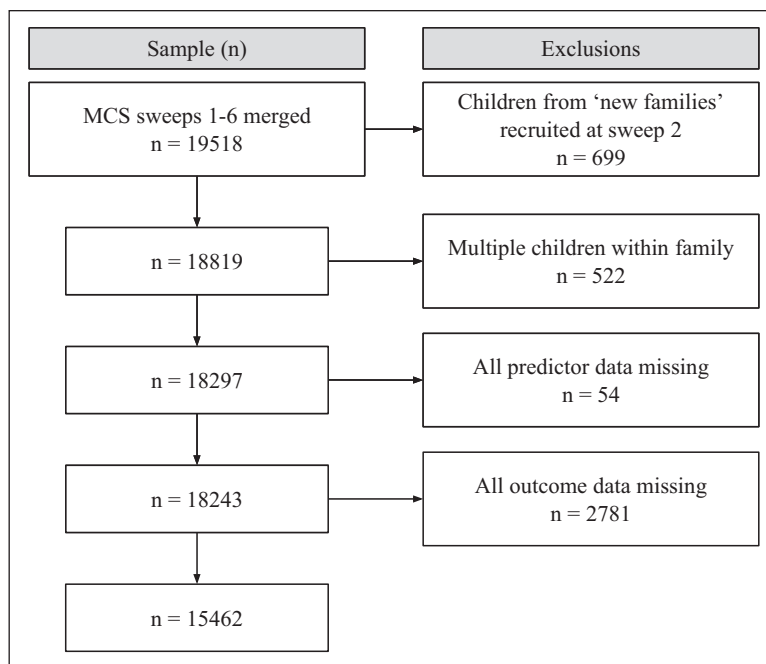 Sample (n)
Exclusions
MCS sweeps 1-6 merged
n = 19518
Children from ‘new families’
recruited at sweep 2
n = 699
n = 18819
Multiple children within family
n = 522
n = 18297
All predictor data missing
n = 54
n = 18243
All outcome data missing
n = 2781
n = 15462